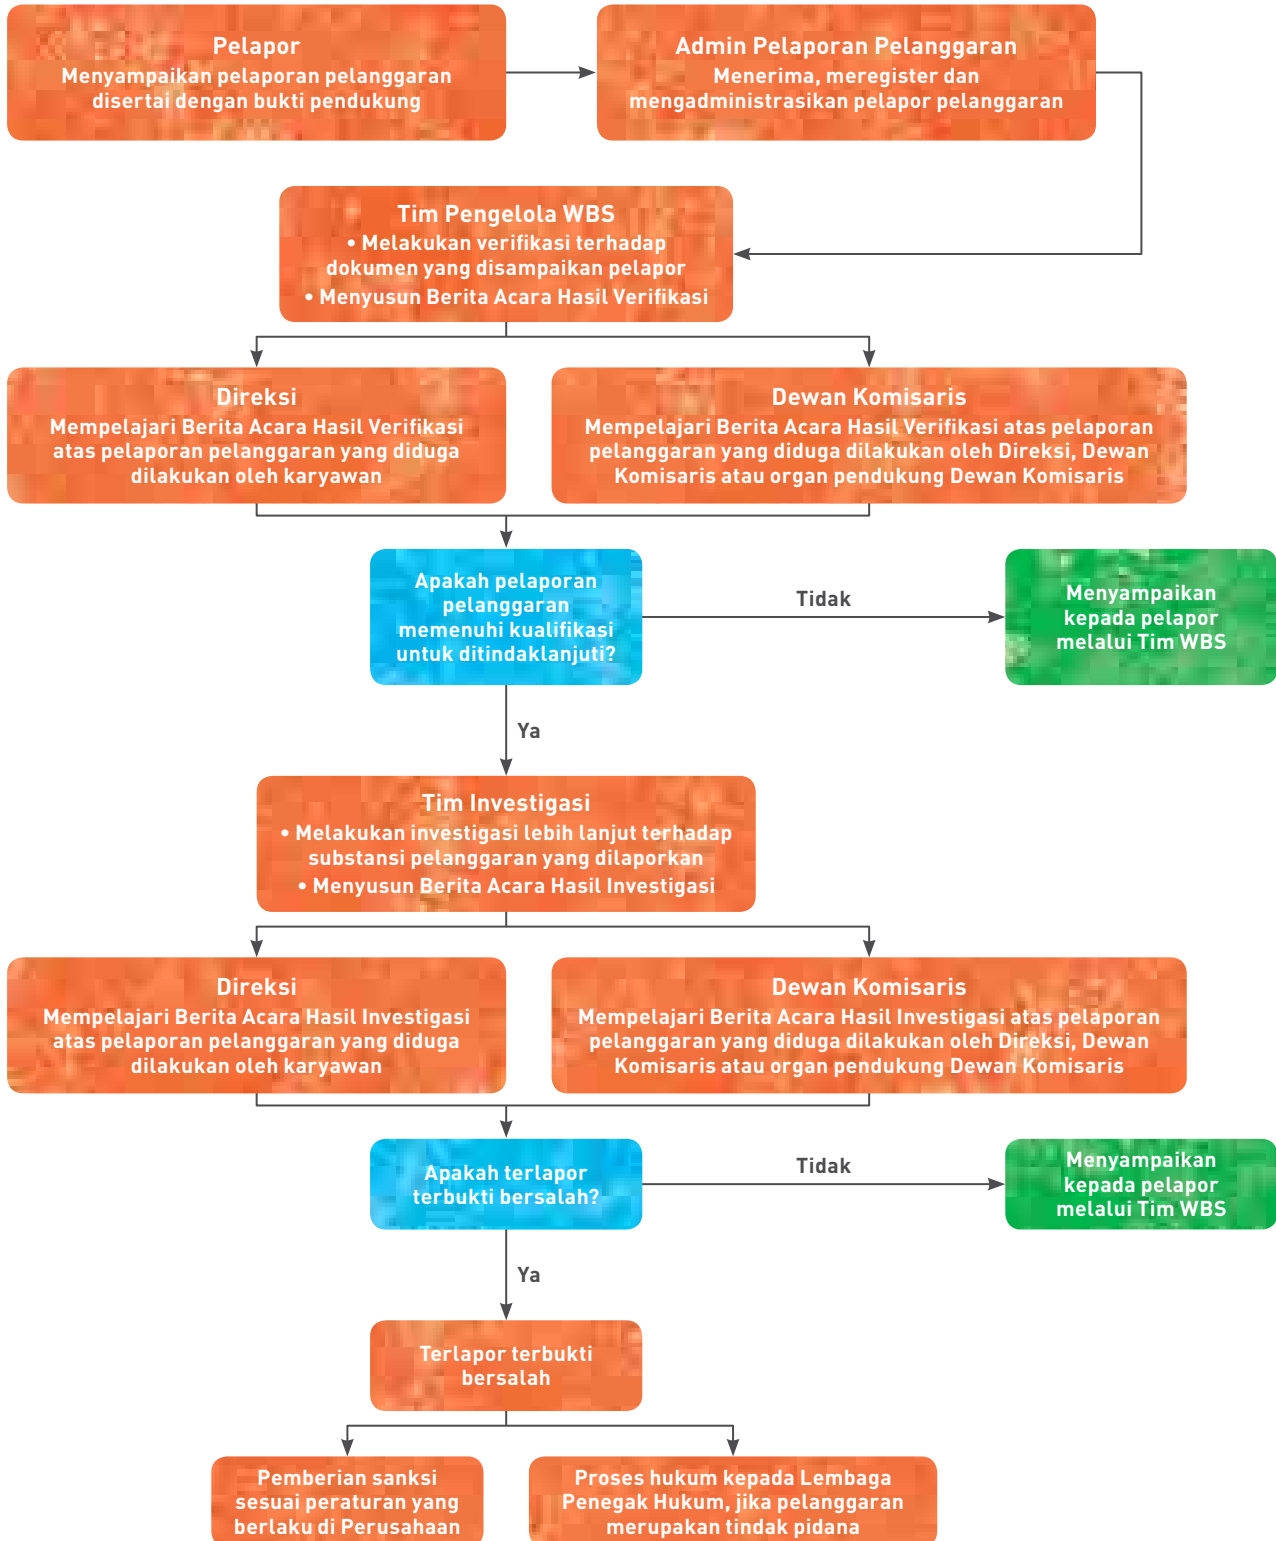 Pelapor
Menyampaikan pelaporan pelanggaran
disertai dengan bukti pendukung
Admin Pelaporan Pelanggaran
Menerima, meregister dan
mengadministrasikan pelapor pelanggaran
Tim Pengelola WBS
• Melakukan verifikasi terhadap
dokumen yang disampaikan pelapor
• Menyusun Berita Acara Hasil Verifikasi
Direksi
Mempelajari Berita Acara Hasil Verifikasi
atas pelaporan pelanggaran yang diduga
dilakukan oleh karyawan
Dewan Komisaris
Mempelajari Berita Acara Hasil Verifikasi atas pelaporan
pelanggaran yang diduga dilakukan oleh Direksi, Dewan
Komisaris atau organ pendukung Dewan Komisaris
Apakah pelaporan
pelanggaran
memenuhi kualifikasi
untuk ditindaklanjuti?
Tidak
Menyampaikan
kepada pelapor
melalui Tim WBS
Ya
Tim Investigasi
• Melakukan investigasi lebih lanjut terhadap
substansi pelanggaran yang dilaporkan
• Menyusun Berita Acara Hasil Investigasi
Direksi
Mempelajari Berita Acara Hasil Investigasi
atas pelaporan pelanggaran yang diduga
dilakukan oleh karyawan
Dewan Komisaris
Mempelajari Berita Acara Hasil Investigasi atas pelaporan
pelanggaran yang diduga dilakukan oleh Direksi, Dewan
Komisaris atau organ pendukung Dewan Komisaris
Apakah terlapor
terbukti bersalah?
Tidak
Menyampaikan
kepada pelapor
melalui Tim WBS
Ya
Terlapor terbukti
bersalah
Pemberian sanksi
sesuai peraturan yang
berlaku di Perusahaan
Proses hukum kepada Lembaga
Penegak Hukum, jika pelanggaran
merupakan tindak pidana